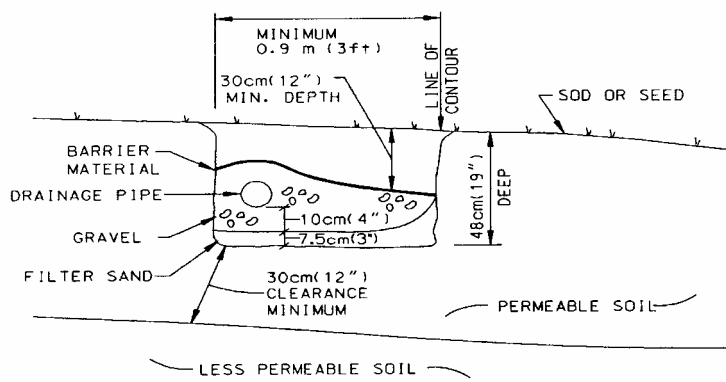 MINIMUM
0.9 m (3ft)
30cm(12")
MIN. DEPTH
LINE OF
CONTOUR
SOD OR SEED
BARRIER
MATERIAL
DRAINAGE PIPE
10cm(4")
GRAVEL
7.5cm(3")
48cm(19")
DEEP
FILTER SAND
30cm(12")
CLEARANCE
MINIMUM
PERMEABLE SOIL
LESS PERMEABLE SOIL